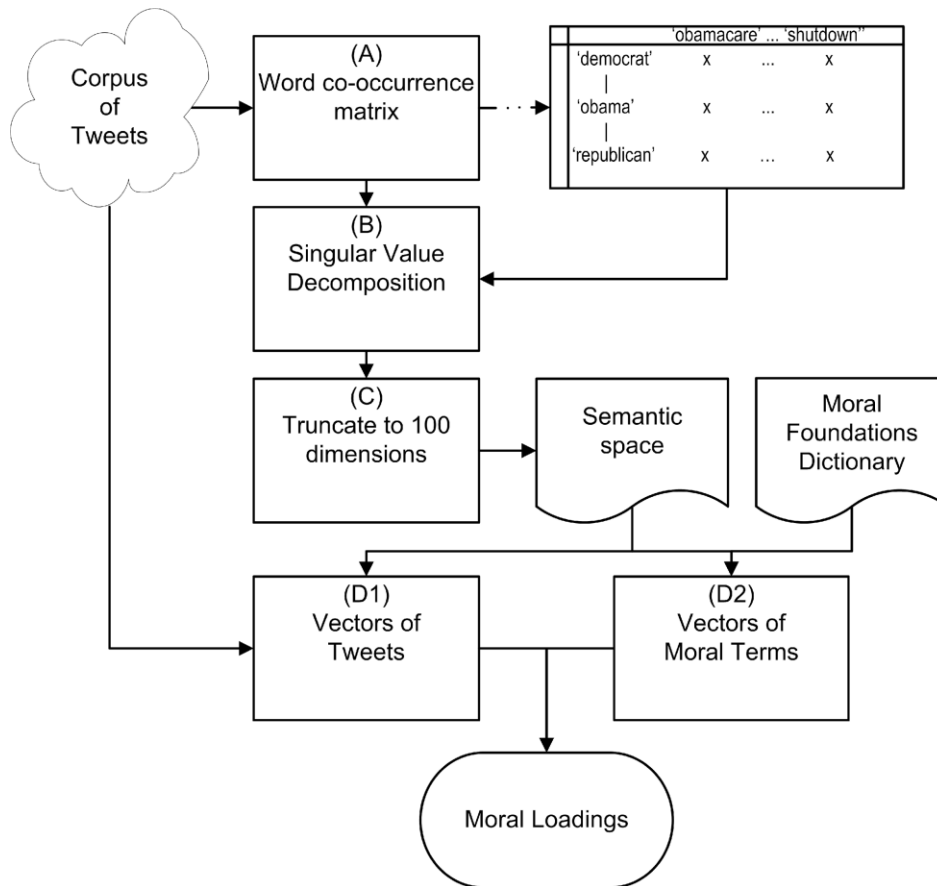 Corpus
of
Tweets
(A)
Word co-occurrence
matrix
‘obamacare’ ... ‘shutdown’'
‘democrat’ x ... x
|
‘obama’ x ... x
|
‘republican’ x ... x
(B)
Singular Value
Decomposition
(C)
Truncate to 100
dimensions
Semantic
space
Moral
Foundations
Dictionary
(D1)
Vectors of
Tweets
(D2)
Vectors of
Moral Terms
Moral Loadings